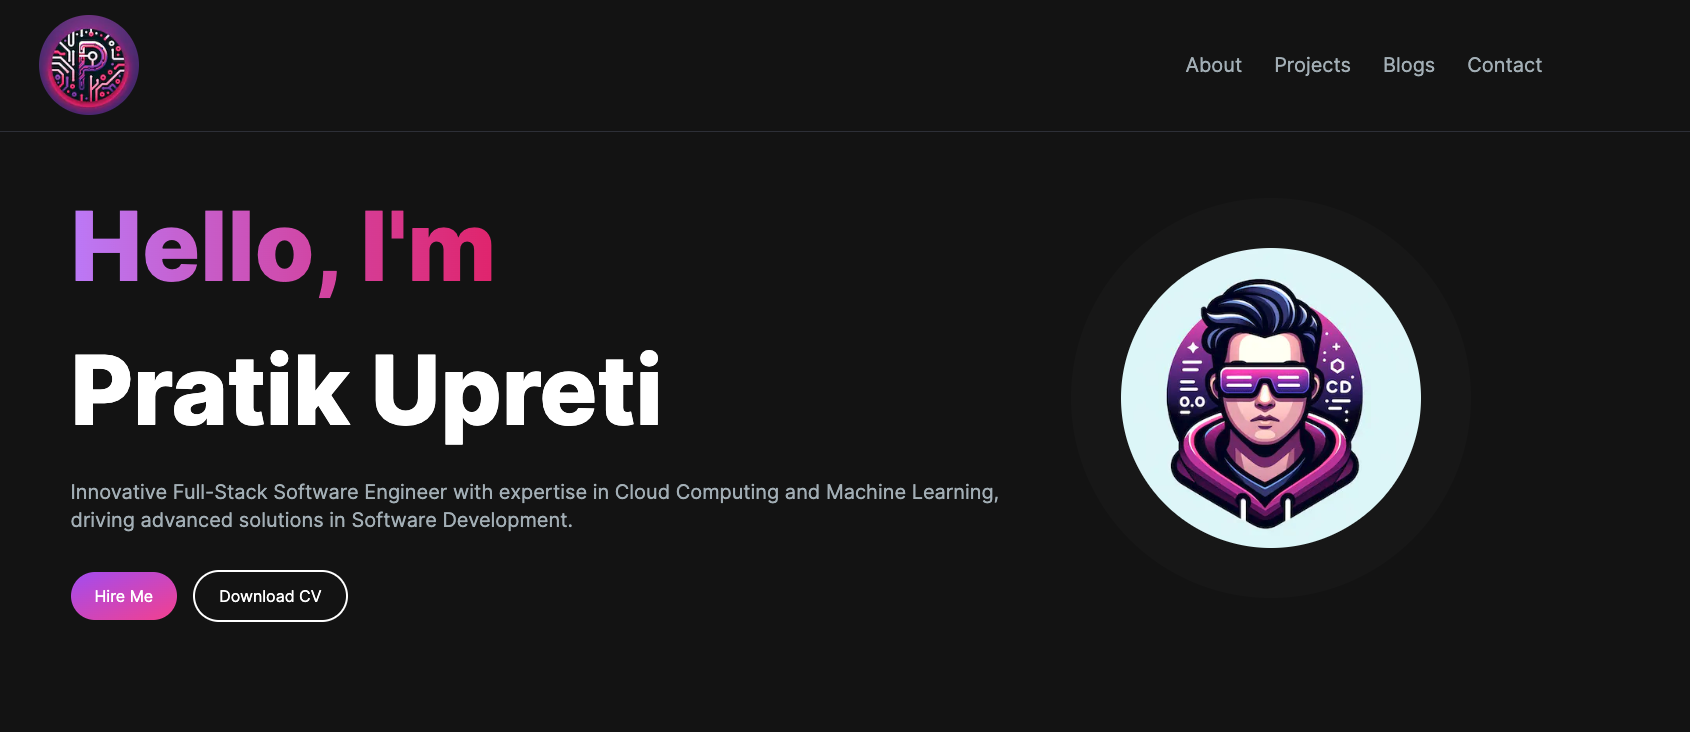 P
About Projects Blogs Contact
Hello, I'm
Pratik Upreti
Innovative Full-Stack Software Engineer with expertise in Cloud Computing and Machine Learning,
driving advanced solutions in Software Development.
Hire Me Download CV
CD
0.0